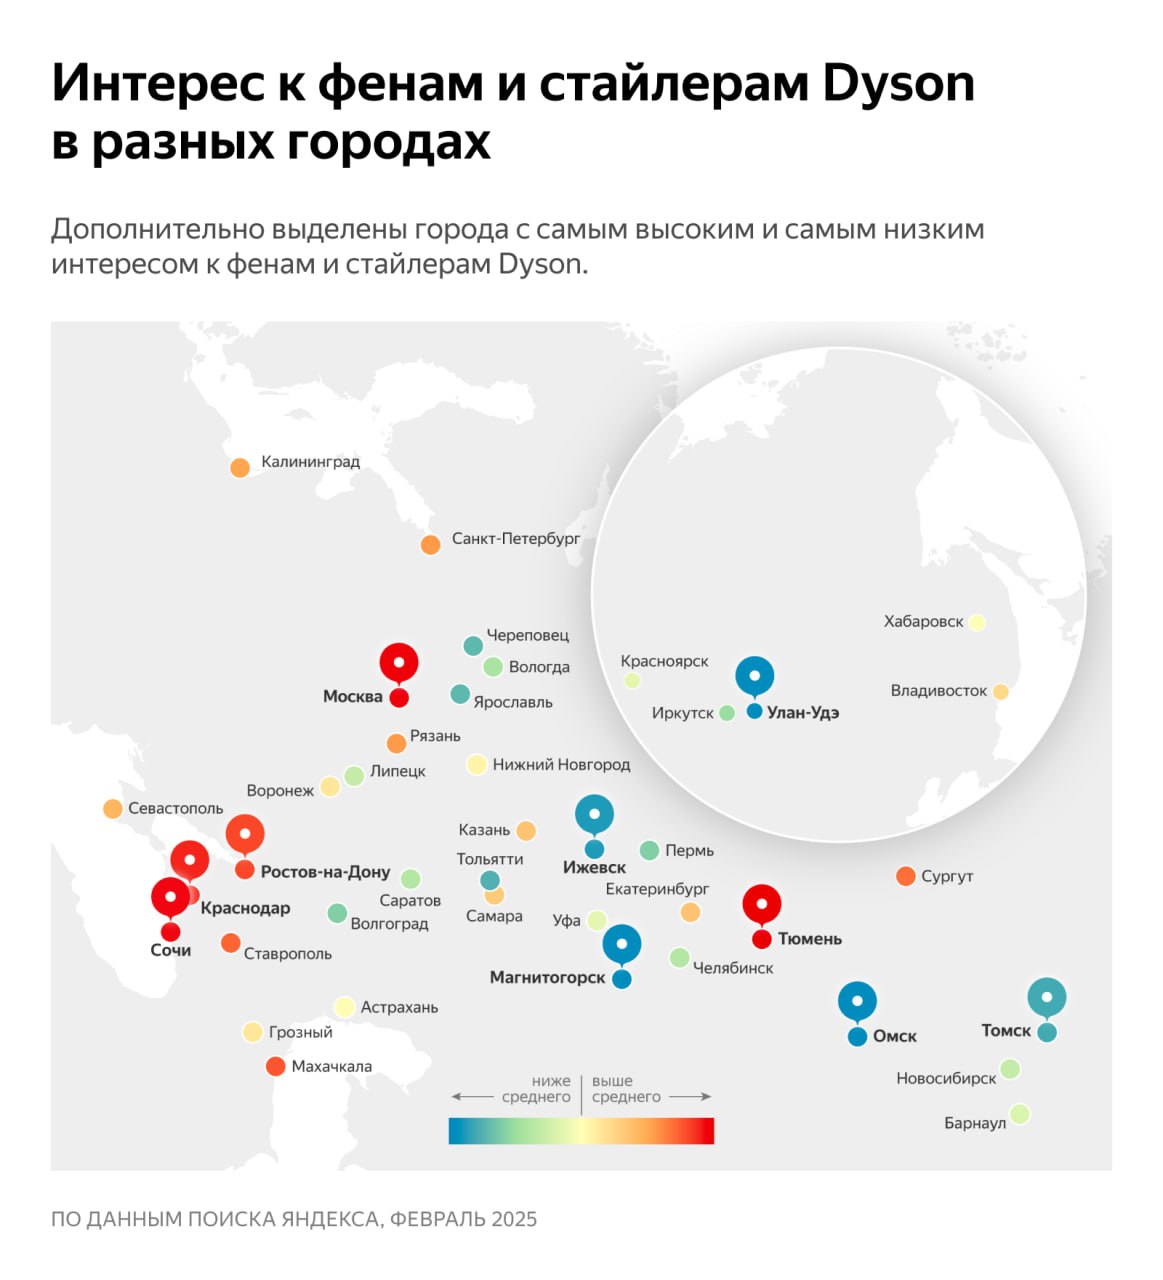 Интерес к фенам и стайлерам Dyson
в разных городах
Дополнительно выделены города с самым высоким и самым низким
интересом к фенам и стайлерам Dyson.
Калининград
Санкт-Петербург
Череповец
Вологда
Москва
Ярославль
Рязань
Нижний Новгород
Липецк
Воронеж
Севастополь
Хабаровск
Красноярск
Владивосток
Иркутск
Улан-Удэ
Казань
Тольятти
Ижевск
Пермь
Ростов-на-Дону
Саратов
Екатеринбург
Сургут
Краснодар
Самара
Волгоград
Уфа
Тюмень
Сочи
Ставрополь
Магнитогорск
Челябинск
Астрахань
Грозный
Омск
Томск
Махачкала
Новосибирск
Барнаул
ниже
среднего
выше
среднего
ПО ДАННЫМ ПОИСКА ЯНДЕКСА, ФЕВРАЛЬ 2025